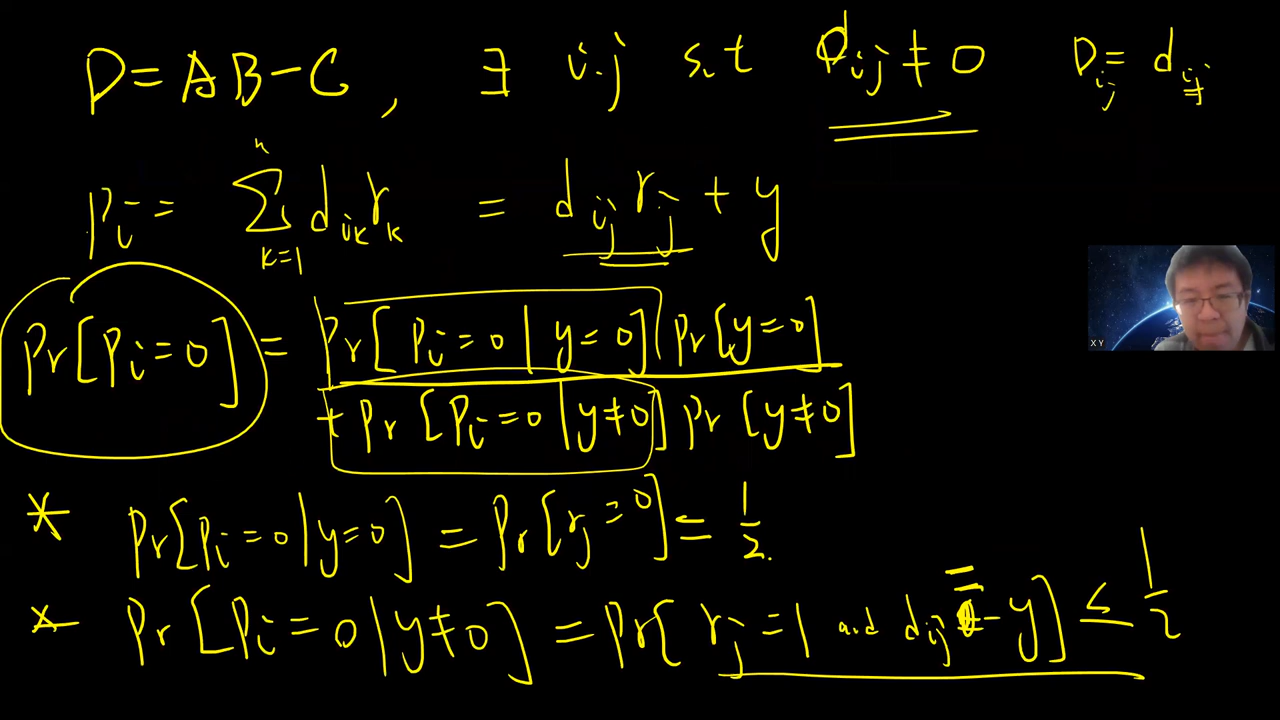 D = AB - C , ∃ i.j s.t d_ij ≠ 0 D_ij = d_ij
P_i = ∑_{k=1}^{n} d_ik r_k = d_ij r_j + y
Pr[P_i = 0] = Pr[P_i = 0 | y = 0] Pr[y = 0]
+ Pr[P_i = 0 | y ≠ 0] Pr[y ≠ 0]
X Y
* Pr[P_i = 0 | y = 0] = Pr[r_j = 0] = 1/2.
* Pr[P_i = 0 | y ≠ 0] = Pr[r_j = 1 and d_ij = - y] ≤ 1/2